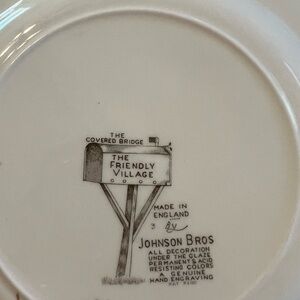 THE
COVERED BRIDGE
THE
FRIENDLY
VILLAGE
MADE IN
ENGLAND
JOHNSON BROS
ALL DECORATION
UNDER THE GLAZE
PERMANENT & ACID
RESISTING COLORS
A GENUINE
HAND ENGRAVING